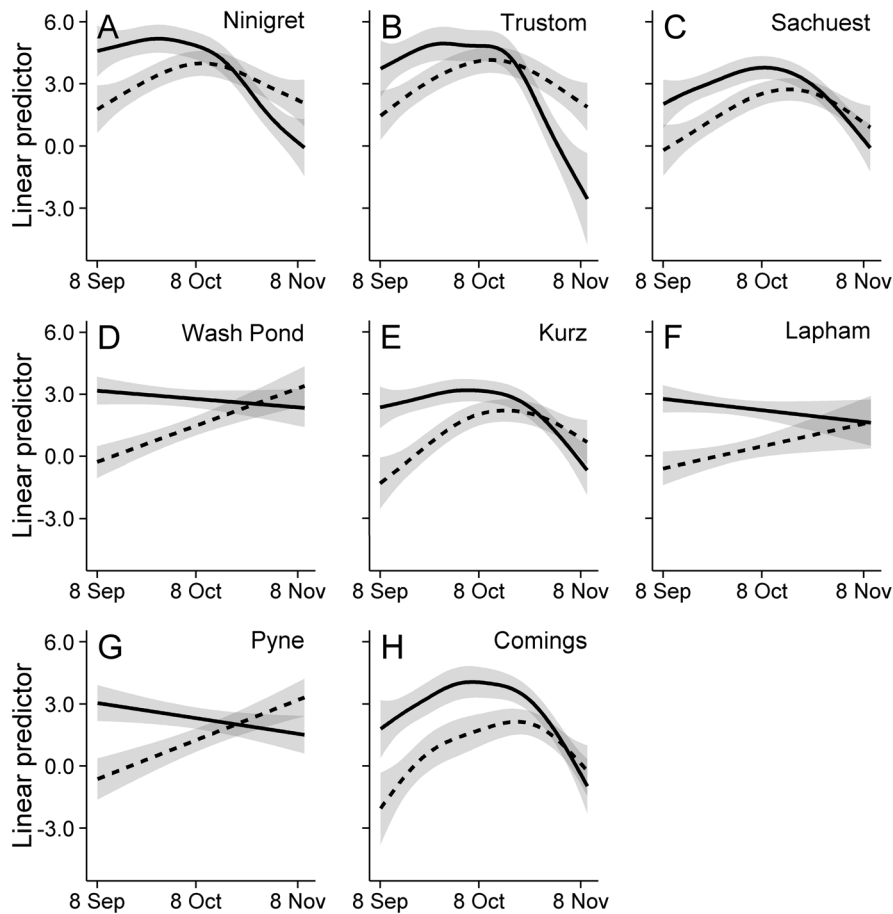 A Ninigret
B Trustom
C Sachuest
Linear predictor
6.0
3.0
0.0
-3.0
8 Sep 8 Oct 8 Nov
8 Sep 8 Oct 8 Nov
8 Sep 8 Oct 8 Nov
D Wash Pond
E Kurz
F Lapham
Linear predictor
6.0
3.0
0.0
-3.0
8 Sep 8 Oct 8 Nov
8 Sep 8 Oct 8 Nov
8 Sep 8 Oct 8 Nov
G Pyne
H Comings
Linear predictor
6.0
3.0
0.0
-3.0
8 Sep 8 Oct 8 Nov
8 Sep 8 Oct 8 Nov